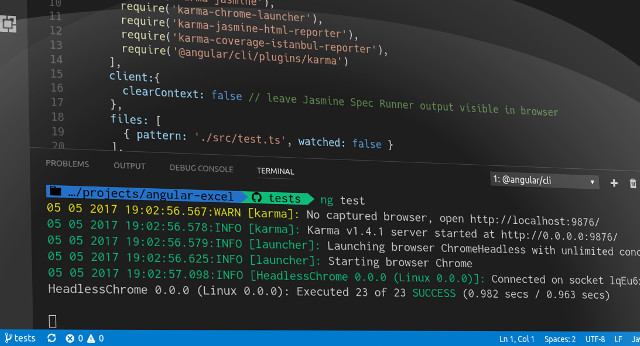 10 require('karma-jasmine'),
11 require('karma-chrome-launcher'),
12 require('karma-jasmine-html-reporter'),
13 require('karma-coverage-istanbul-reporter'),
14 require('@angular/cli/plugins/karma')
15 ],
16 client:{
17 clearContext: false // leave Jasmine Spec Runner output visible in browser
18 },
19 files: [
20 { pattern: './src/test.ts', watched: false }
],
PROBLEMS OUTPUT DEBUG CONSOLE TERMINAL 1: @angular/cli
…/projects/angular-excel tests ng test
05 05 2017 19:02:56.567:WARN [karma]: No captured browser, open http://localhost:9876/
05 05 2017 19:02:56.578:INFO [karma]: Karma v1.4.1 server started at http://0.0.0.0:9876/
05 05 2017 19:02:56.579:INFO [launcher]: Launching browser ChromeHeadless with unlimited conc
05 05 2017 19:02:56.625:INFO [launcher]: Starting browser Chrome
05 05 2017 19:02:57.098:INFO [HeadlessChrome 0.0.0 (Linux 0.0.0)]: Connected on socket lqEu6
HeadlessChrome 0.0.0 (Linux 0.0.0): Executed 23 of 23 SUCCESS (0.982 secs / 0.963 secs)
tests 0 0 Ln 1, Col 1 Spaces: 2 UTF-8 LF Ja